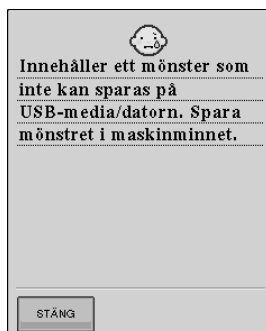 Innehåller ett mönster som
inte kan sparas på
USB-media/datorn. Spara
mönstret i maskinminnet.
STÄNG